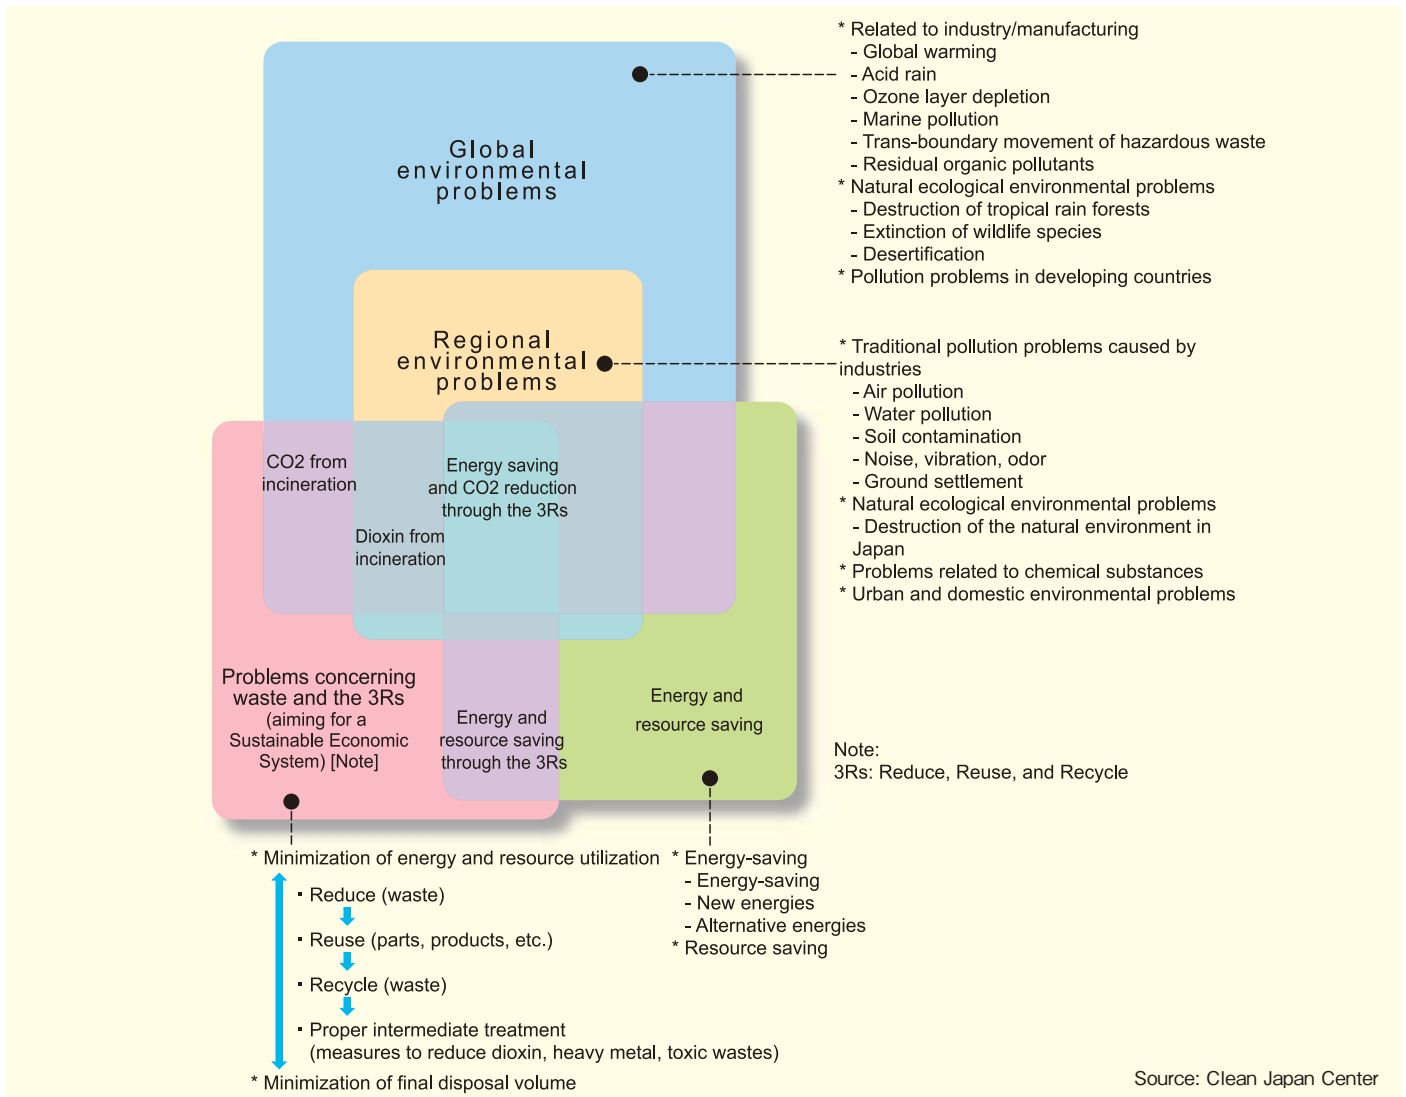 Global
environmental
problems
Regional
environmental
problems
CO2 from
incineration
Energy saving
and CO2 reduction
through the 3Rs
Dioxin from
incineration
Problems concerning
waste and the 3Rs
(aiming for a
Sustainable Economic
System) [Note]
Energy and
resource saving
through the 3Rs
Energy and
resource saving
* Related to industry/manufacturing
- Global warming
- Acid rain
- Ozone layer depletion
- Marine pollution
- Trans-boundary movement of hazardous waste
- Residual organic pollutants
* Natural ecological environmental problems
- Destruction of tropical rain forests
- Extinction of wildlife species
- Desertification
* Pollution problems in developing countries
* Traditional pollution problems caused by
industries
- Air pollution
- Water pollution
- Soil contamination
- Noise, vibration, odor
- Ground settlement
* Natural ecological environmental problems
- Destruction of the natural environment in
Japan
* Problems related to chemical substances
* Urban and domestic environmental problems
Note:
3Rs: Reduce, Reuse, and Recycle
* Minimization of energy and resource utilization
・Reduce (waste)
・Reuse (parts, products, etc.)
・Recycle (waste)
・Proper intermediate treatment
(measures to reduce dioxin, heavy metal, toxic wastes)
* Minimization of final disposal volume
* Energy-saving
- Energy-saving
- New energies
- Alternative energies
* Resource saving
Source: Clean Japan Center